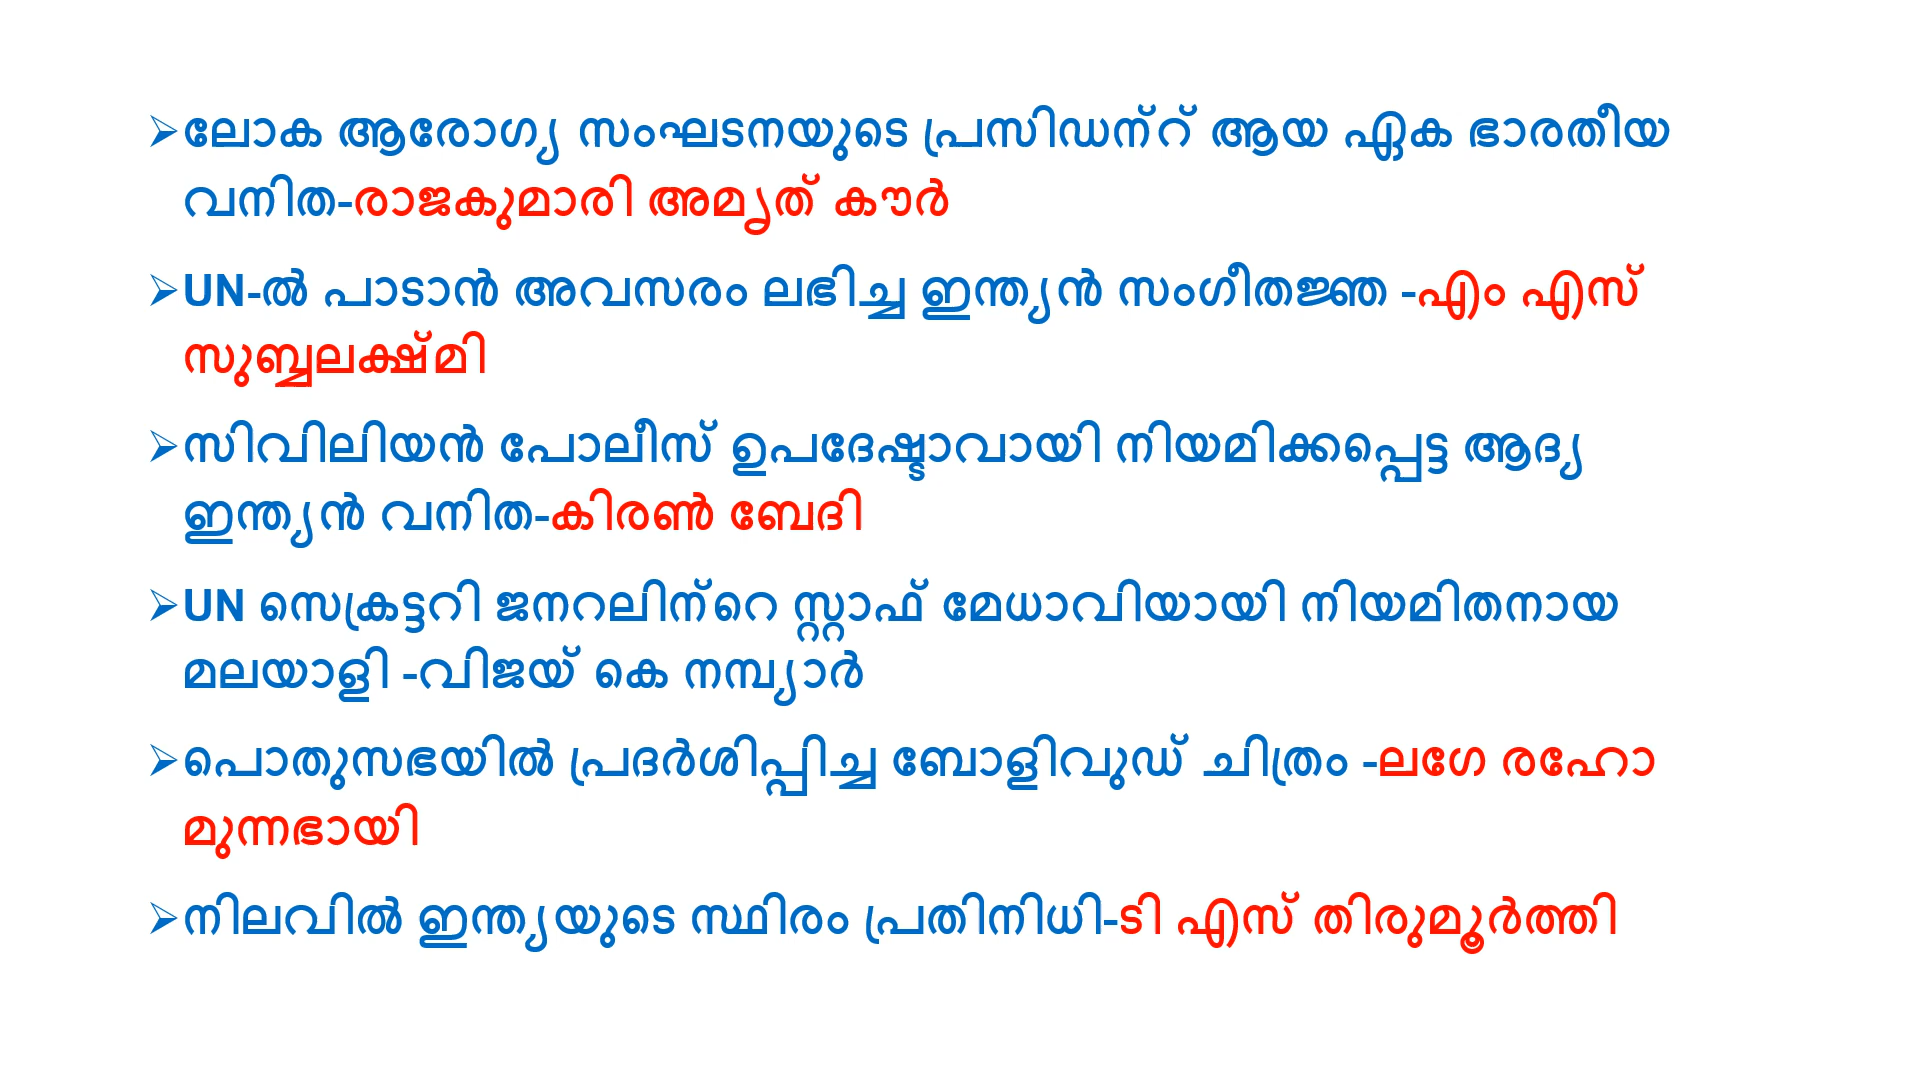 ➢ലോക ആരോഗ്യ സംഘടനയുടെ പ്രസിഡന്റ് ആയ ഏക ഭാരതീയ
വനിത-രാജകുമാരി അമൃത് കൗർ
➢UN-ൽ പാടാൻ അവസരം ലഭിച്ച ഇന്ത്യൻ സംഗീതജ്ഞ -എം എസ്
സുബ്ബലക്ഷ്മി
➢സിവിലിയൻ പോലീസ് ഉപദേഷ്ടാവായി നിയമിക്കപ്പെട്ട ആദ്യ
ഇന്ത്യൻ വനിത-കിരൺ ബേദി
➢UN സെക്രട്ടറി ജനറലിന്റെ സ്റ്റാഫ് മേധാവിയായി നിയമിതനായ
മലയാളി -വിജയ് കെ നമ്പ്യാർ
➢പൊതുസഭയിൽ പ്രദർശിപ്പിച്ച ബോളിവുഡ് ചിത്രം -ലഗേ രഹോ
മുന്നഭായി
➢നിലവിൽ ഇന്ത്യയുടെ സ്ഥിരം പ്രതിനിധി-ടി എസ് തിരുമൂർത്തി